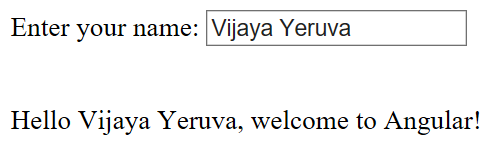 Enter your name: Vijaya Yeruva
Hello Vijaya Yeruva, welcome to Angular!